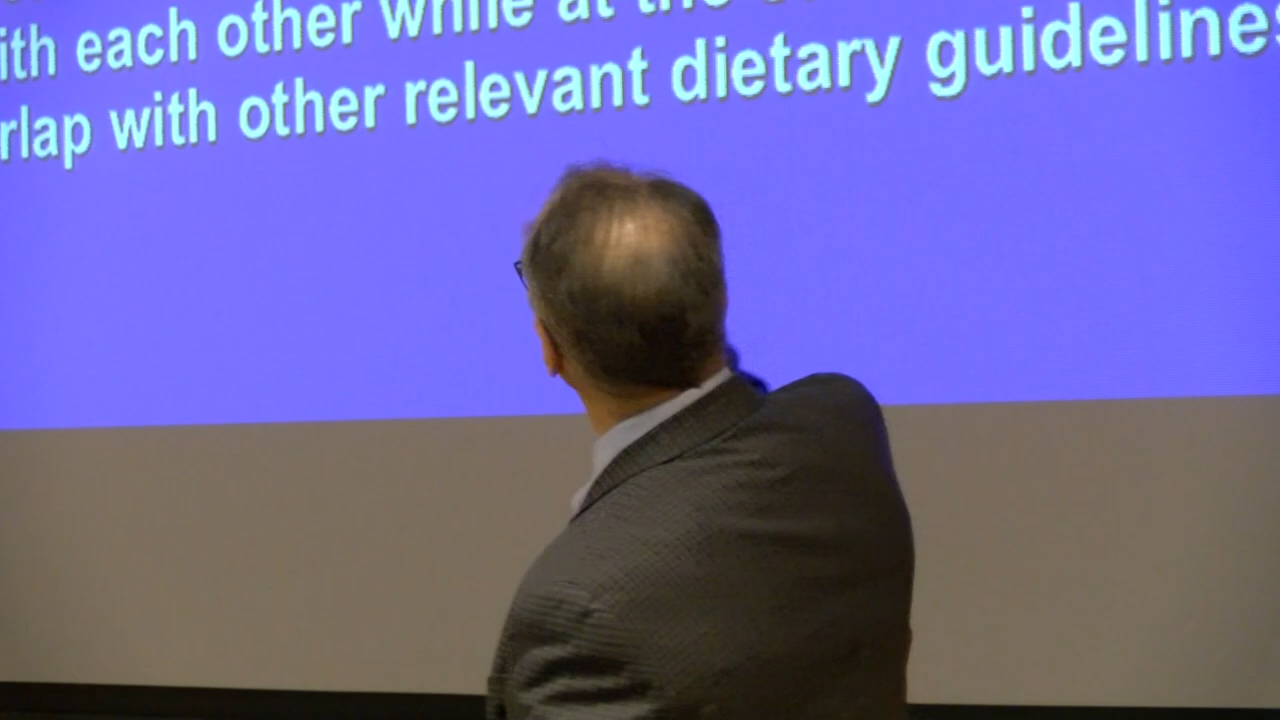 ith each other while at the
rlap with other relevant dietary guidelines